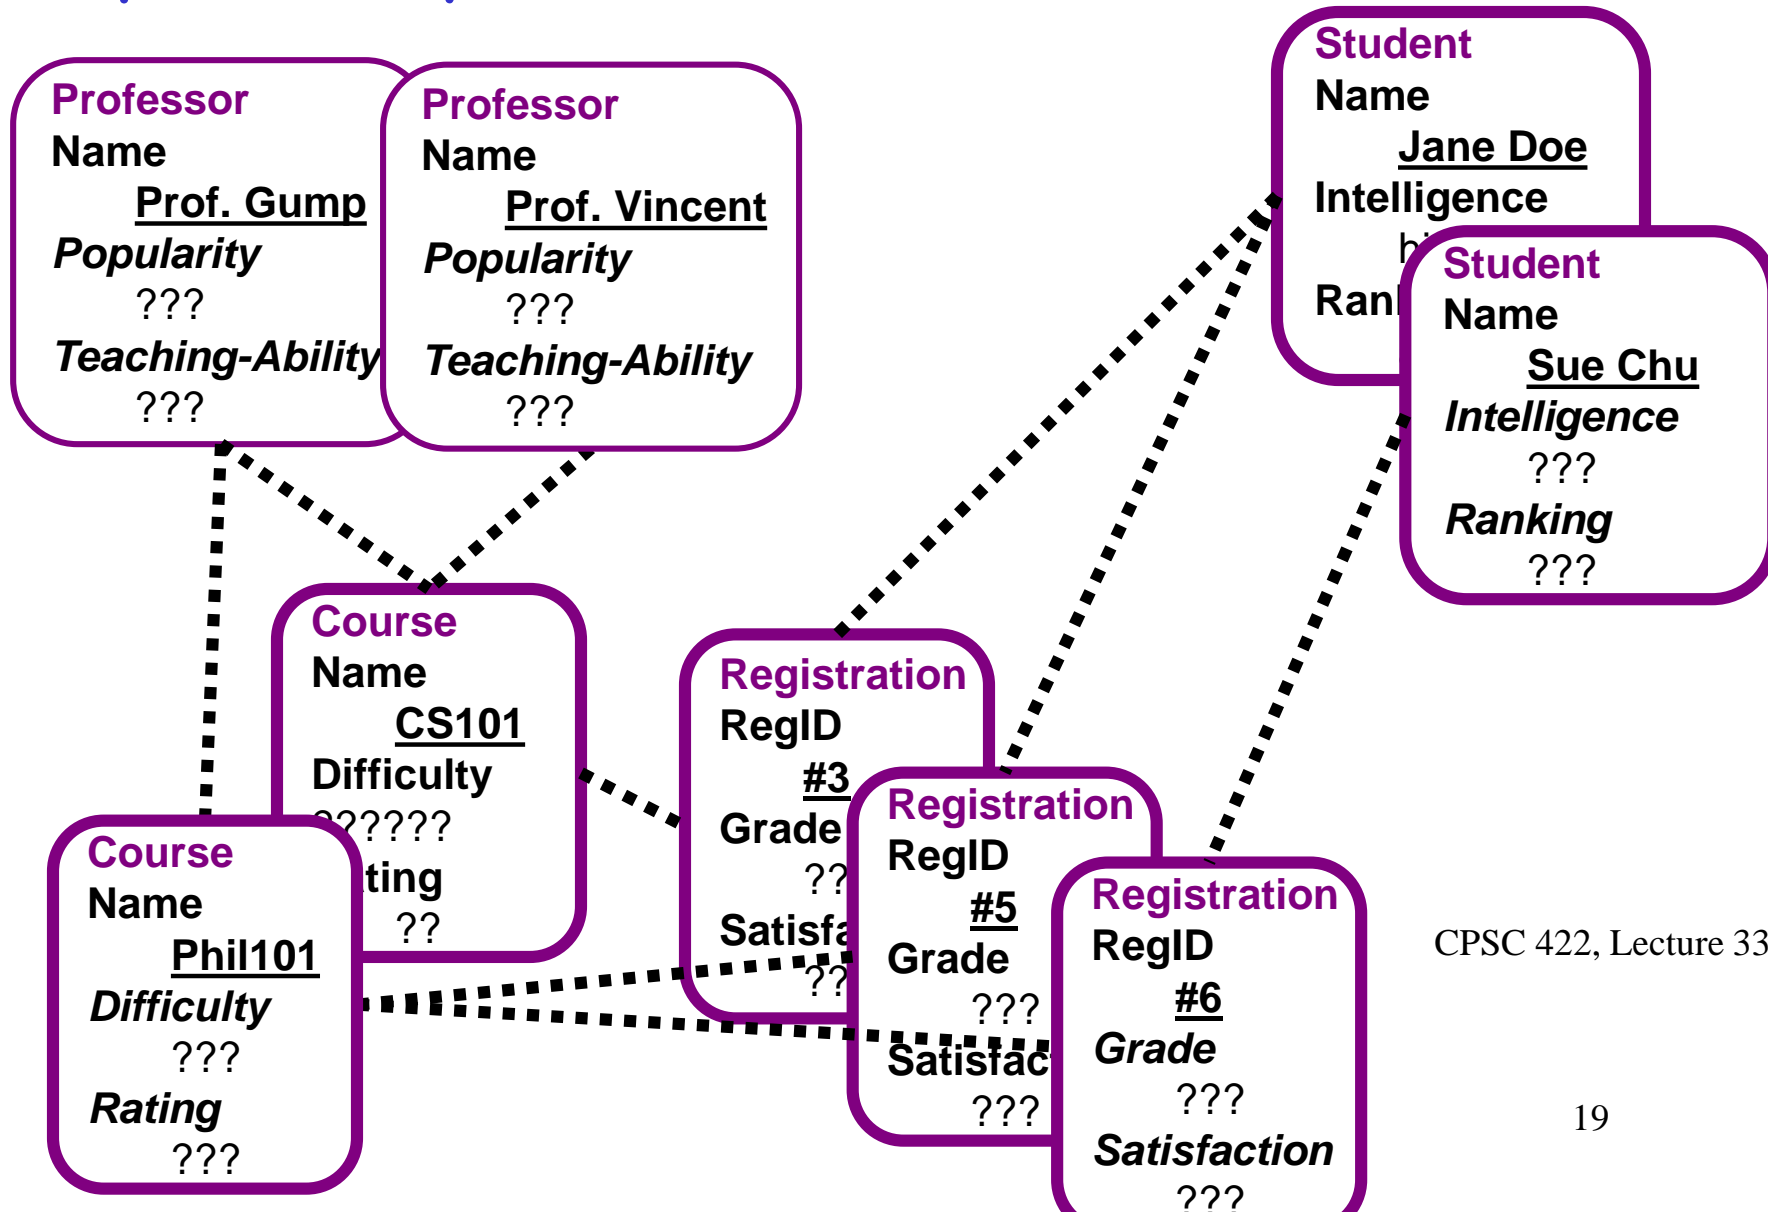 Professor
Name
Prof. Gump
Popularity
???
Teaching-Ability
???
Professor
Name
Prof. Vincent
Popularity
???
Teaching-Ability
???
Student
Name
Jane Doe
Intelligence
Student
Name
Sue Chu
Intelligence
???
Ranking
???
Course
Name
CS101
Difficulty
??????
??
Course
Name
Phil101
Difficulty
???
Rating
???
Registration
RegID
#3
Grade
??
??
Registration
RegID
#5
Grade
???
???
Registration
RegID
#6
Grade
???
Satisfaction
???
CPSC 422, Lecture 33
19